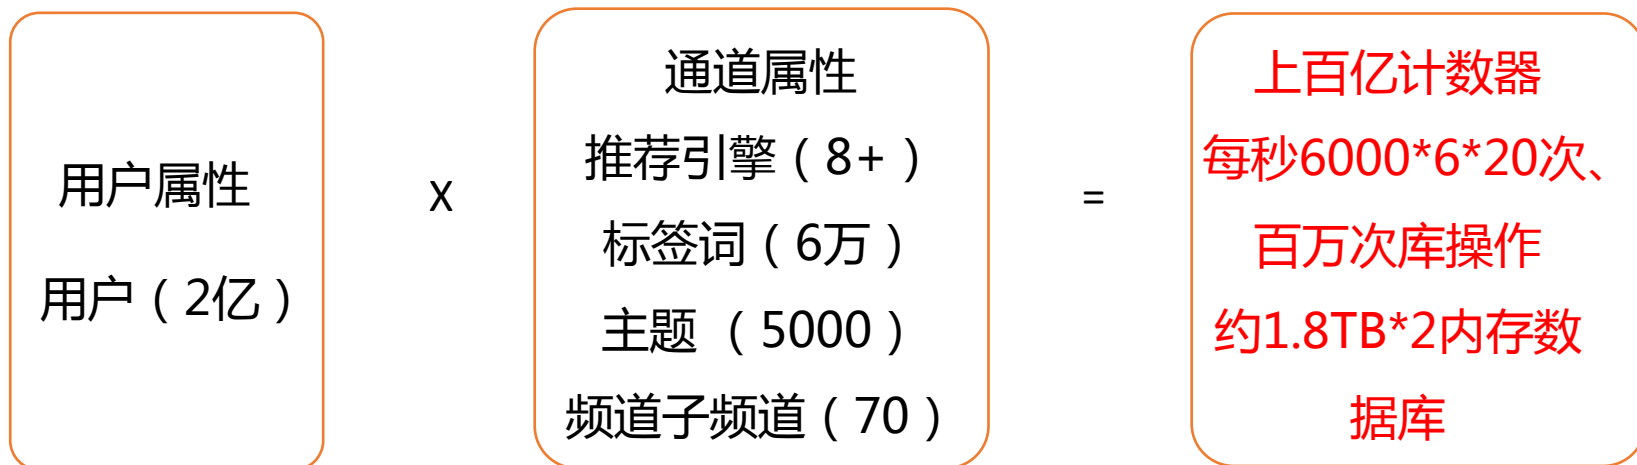 用户属性
用户（2亿）
X
通道属性
推荐引擎（8+）
标签词（6万）
主题 （5000）
频道子频道（70）
=
上百亿计数器
每秒6000*6*20次、
百万次库操作
约1.8TB*2内存数
据库